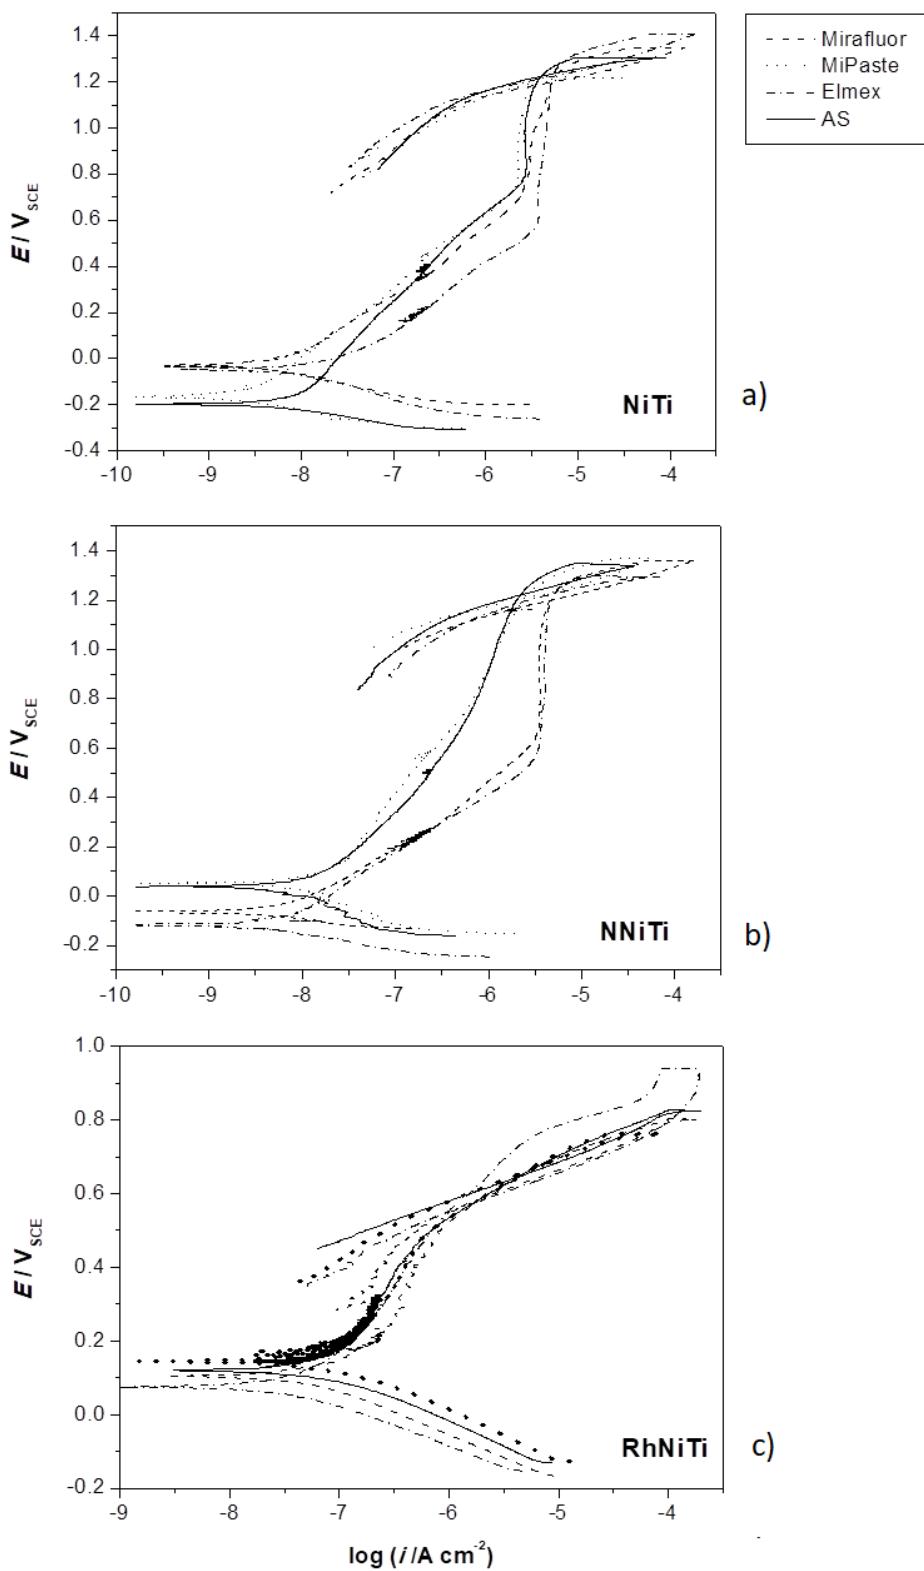 Mirafluor
MiPaste
Elmex
AS
E / V SCE
1.4
1.2
1.0
0.8
0.6
0.4
0.2
0.0
-0.2
-0.4
-10 -9 -8 -7 -6 -5 -4
NiTi
a)
E / V SCE
1.4
1.2
1.0
0.8
0.6
0.4
0.2
0.0
-0.2
-10 -9 -8 -7 -6 -5 -4
NNiTi
b)
E / V SCE
1.0
0.8
0.6
0.4
0.2
0.0
-0.2
-9 -8 -7 -6 -5 -4
RhNiTi
c)
log (i /A cm⁻²)